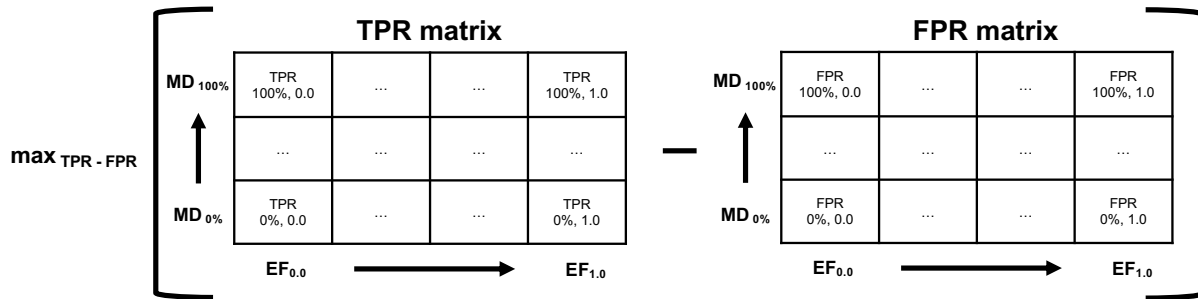 TPR matrix
FPR matrix
max TPR - FPR
MD 100%
TPR
100%, 0.0
...
...
TPR
100%, 1.0
...
...
...
...
MD 0%
TPR
0%, 0.0
...
...
TPR
0%, 1.0
EF0.0
EF1.0
MD 100%
FPR
100%, 0.0
...
...
FPR
100%, 1.0
...
...
...
...
MD 0%
FPR
0%, 0.0
...
...
FPR
0%, 1.0
EF0.0
EF1.0